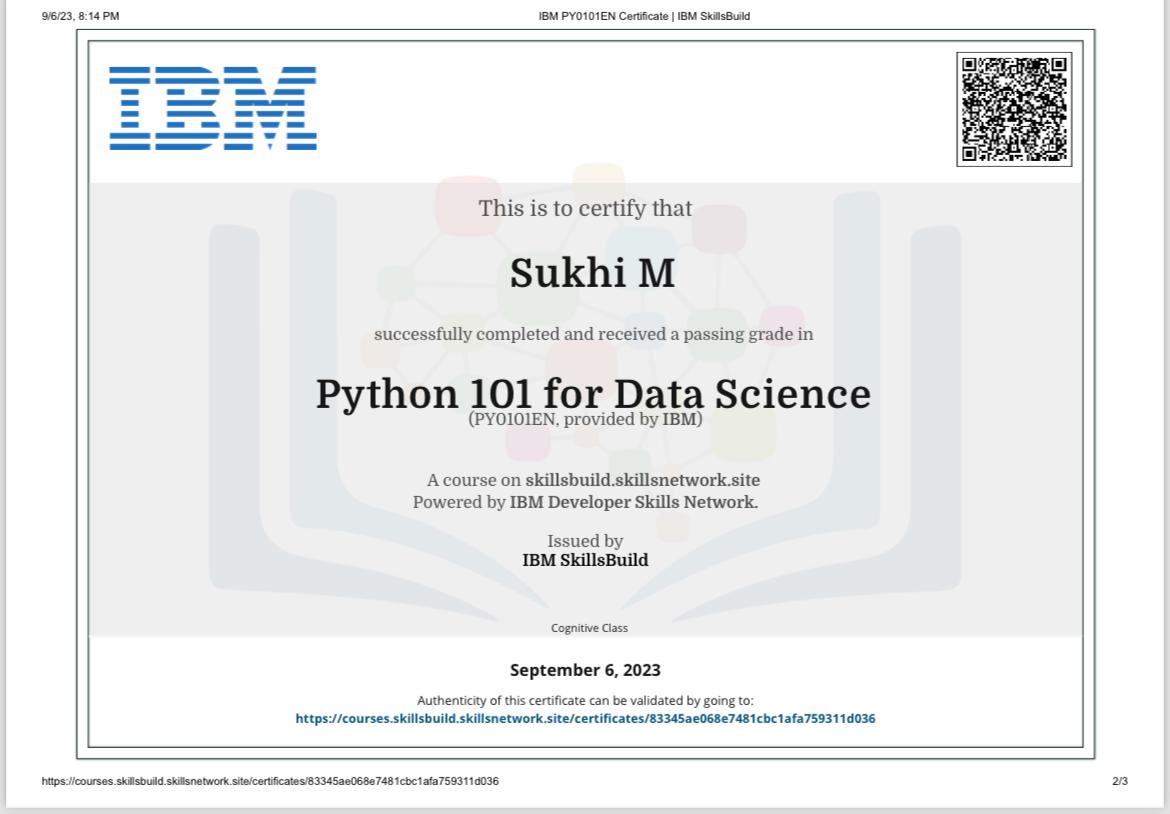 9/6/23, 8:14 PM
IBM PY0101EN Certificate | IBM SkillsBuild
IBM
This is to certify that
Sukhi M
successfully completed and received a passing grade in
Python 101 for Data Science
(PY0101EN, provided by IBM)
A course on skillsbuild.skillsnetwork.site
Powered by IBM Developer Skills Network.
Issued by
IBM SkillsBuild
Cognitive Class
September 6, 2023
Authenticity of this certificate can be validated by going to:
https://courses.skillsbuild.skillsnetwork.site/certificates/83345ae068e7481cbc1afa759311d036
https://courses.skillsbuild.skillsnetwork.site/certificates/83345ae068e7481cbc1afa759311d036
2/3